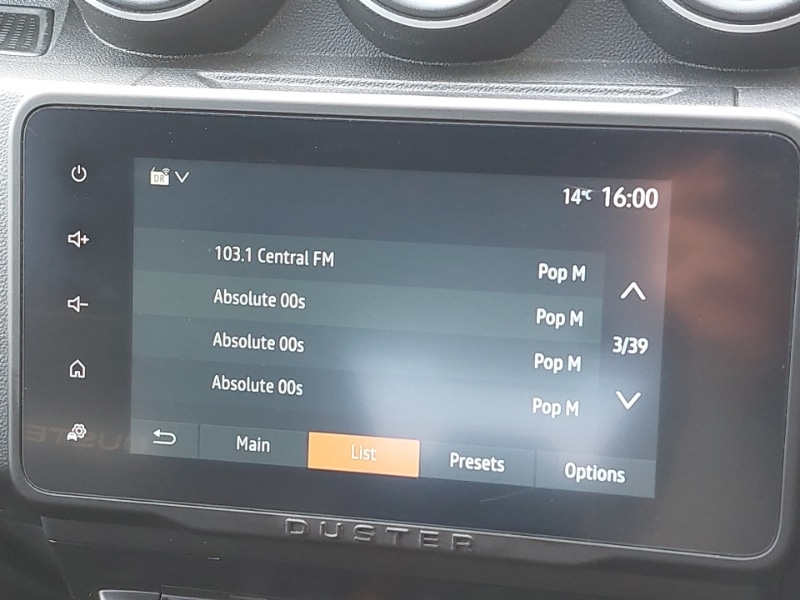 DR
14°C 16:00
103.1 Central FM Pop M
Absolute 00s Pop M
Absolute 00s Pop M
3/39
Absolute 00s Pop M
Main List Presets Options
DUSTER